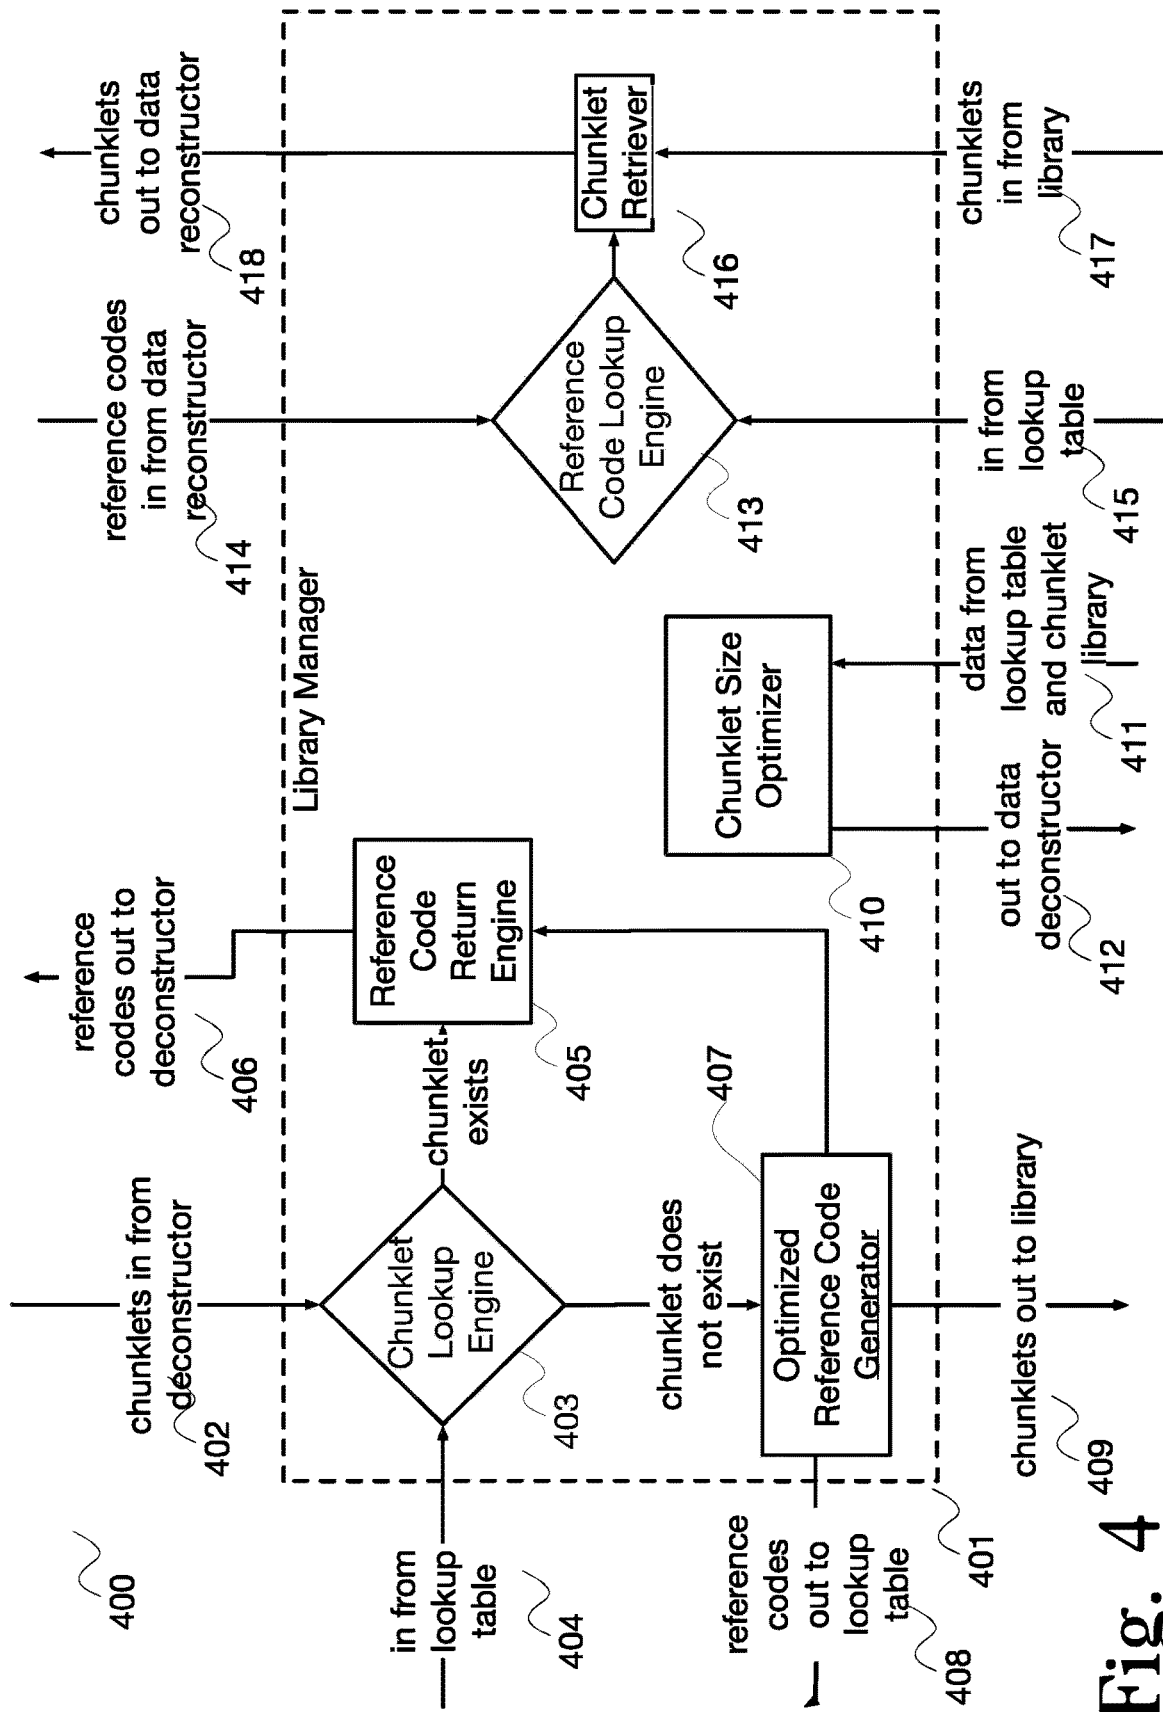 400
chunklets in from
deconstructor
402
reference
codes out to
deconstructor
406
reference codes
in from data
reconstructor
414
chunklets
out to data
reconstructor
418
Library Manager
in from
lookup
table
404
Chunklet
Lookup
Engine
403
chunklet
exists
Reference
Code
Return
Engine
405
chunklet does
not exist
407
Optimized
Reference Code
Generator
reference
codes
out to
lookup
table
408
401
chunklets out to library
409
Chunklet Size
Optimizer
410
out to data
deconstructor
412
data from
lookup table
and chunklet
library
411
Reference
Code Lookup
Engine
413
in from
lookup
table
415
Chunklet
Retriever
416
chunklets
in from
library
417
Fig. 4